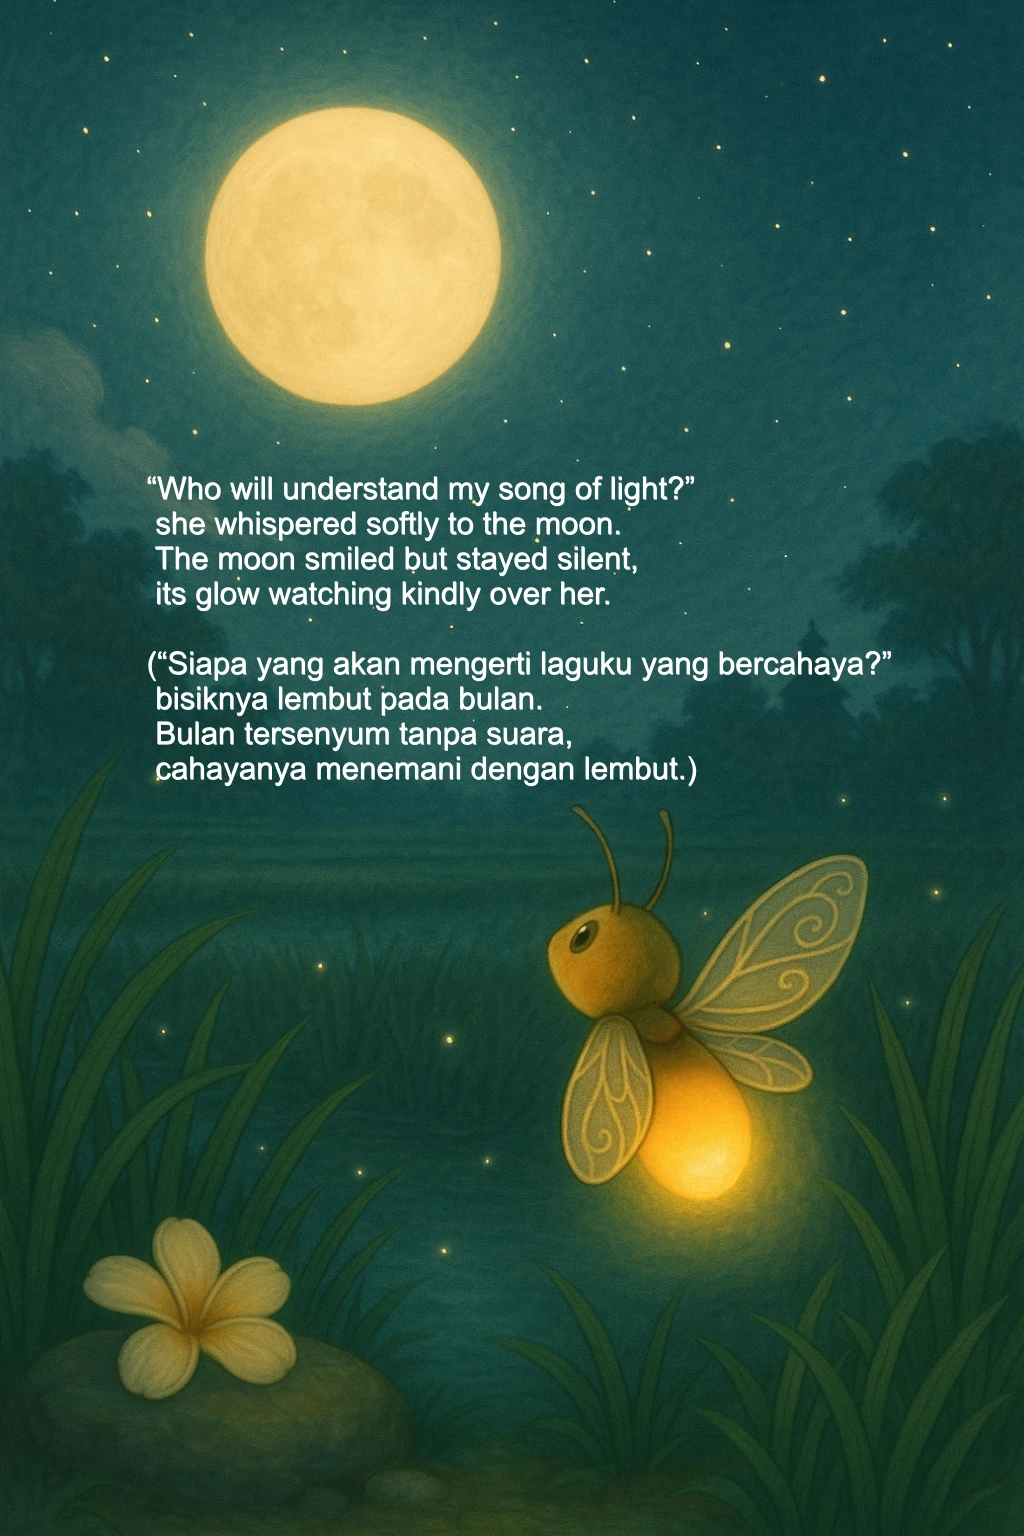 “Who will understand my song of light?”
she whispered softly to the moon.
The moon smiled but stayed silent,
its glow watching kindly over her.
(“Siapa yang akan mengerti laguku yang bercahaya?”
bisiknya lembut pada bulan.
Bulan tersenyum tanpa suara,
cahayanya menemani dengan lembut.)